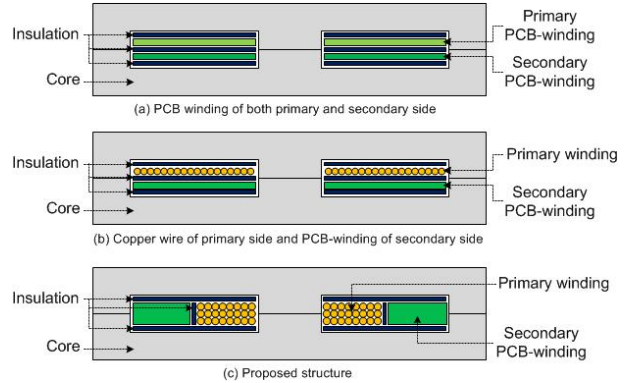 Insulation
Core
Primary
PCB-winding
Secondary
PCB-winding
(a) PCB winding of both primary and secondary side
Insulation
Core
Primary winding
Secondary
PCB-winding
(b) Copper wire of primary side and PCB-winding of secondary side
Insulation
Core
Primary winding
Secondary
PCB-winding
(c) Proposed structure